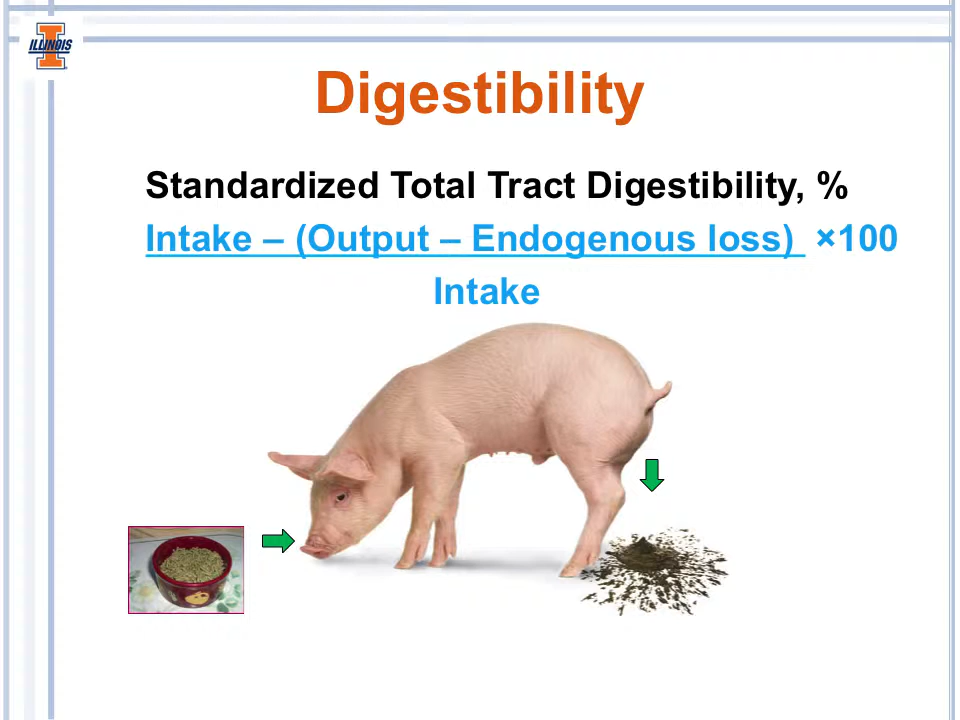 ILLINOIS
Digestibility
Standardized Total Tract Digestibility, %
Intake – (Output – Endogenous loss) ×100
Intake